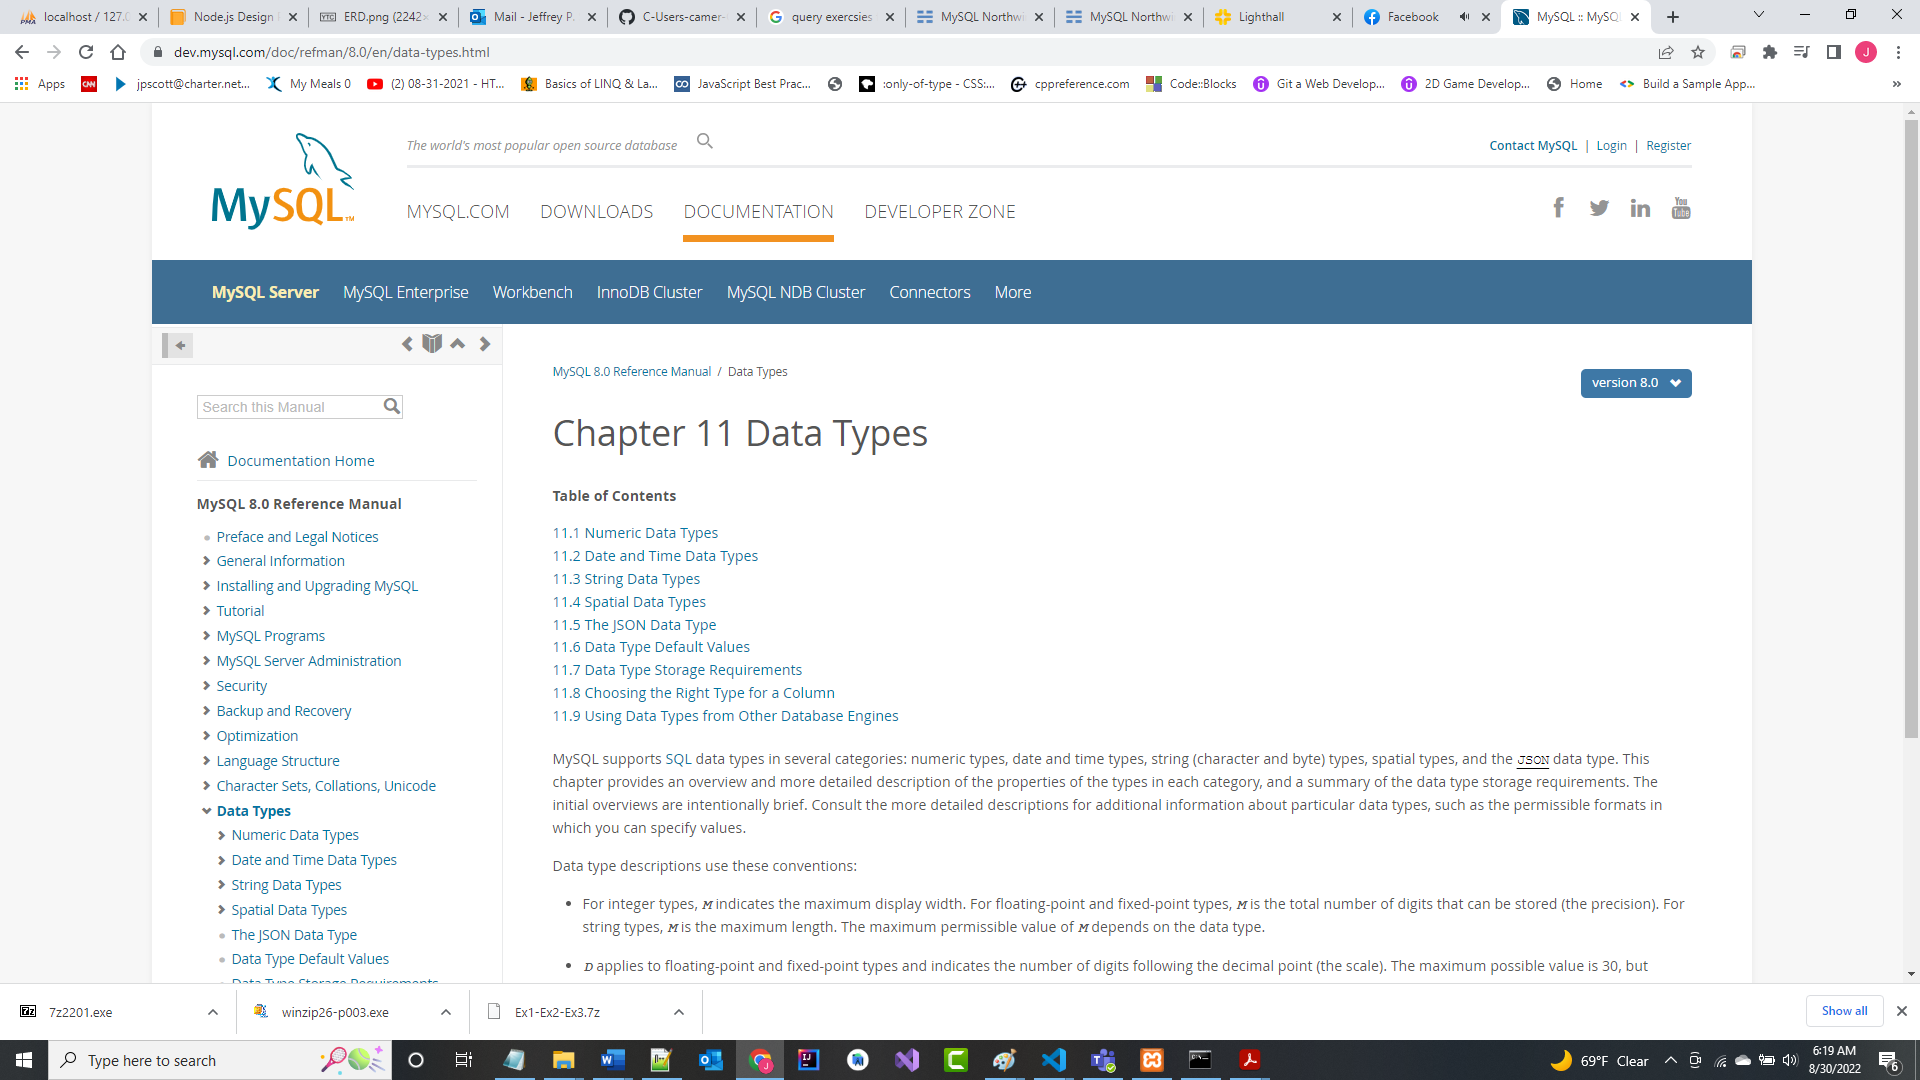 localhost / 127.0
Node.js Design
ERD.png (2242×
Mail - Jeffrey P.
C-Users-camer-
query exercsies
MySQL Northwi
MySQL Northwi
Lighthall
Facebook
MySQL :: MySQL
dev.mysql.com/doc/refman/8.0/en/data-types.html
J
Apps
CNN
jpscott@charter.net...
My Meals 0
(2) 08-31-2021 - HT...
Basics of LINQ & La...
JavaScript Best Prac...
:only-of-type - CSS:...
cppreference.com
Code::Blocks
Git a Web Develop...
2D Game Develop...
Home
Build a Sample App...
»
MySQL™
The world's most popular open source database
Contact MySQL | Login | Register
MYSQL.COM DOWNLOADS DOCUMENTATION DEVELOPER ZONE
You Tube
MySQL Server MySQL Enterprise Workbench InnoDB Cluster MySQL NDB Cluster Connectors More
Search this Manual
Documentation Home
MySQL 8.0 Reference Manual
Preface and Legal Notices
General Information
Installing and Upgrading MySQL
Tutorial
MySQL Programs
MySQL Server Administration
Security
Backup and Recovery
Optimization
Language Structure
Character Sets, Collations, Unicode
Data Types
Numeric Data Types
Date and Time Data Types
String Data Types
Spatial Data Types
The JSON Data Type
Data Type Default Values
Data Type Storage Requirements
MySQL 8.0 Reference Manual / Data Types
version 8.0
Chapter 11 Data Types
Table of Contents
11.1 Numeric Data Types
11.2 Date and Time Data Types
11.3 String Data Types
11.4 Spatial Data Types
11.5 The JSON Data Type
11.6 Data Type Default Values
11.7 Data Type Storage Requirements
11.8 Choosing the Right Type for a Column
11.9 Using Data Types from Other Database Engines
MySQL supports SQL data types in several categories: numeric types, date and time types, string (character and byte) types, spatial types, and the JSON data type. This
chapter provides an overview and more detailed description of the properties of the types in each category, and a summary of the data type storage requirements. The
initial overviews are intentionally brief. Consult the more detailed descriptions for additional information about particular data types, such as the permissible formats in
which you can specify values.
Data type descriptions use these conventions:
• For integer types, M indicates the maximum display width. For floating-point and fixed-point types, M is the total number of digits that can be stored (the precision). For
string types, M is the maximum length. The maximum permissible value of M depends on the data type.
• D applies to floating-point and fixed-point types and indicates the number of digits following the decimal point (the scale). The maximum possible value is 30, but
7z2201.exe
winzip26-p003.exe
Ex1-Ex2-Ex3.7z
Show all
Type here to search
69°F Clear
6:19 AM
8/30/2022
6